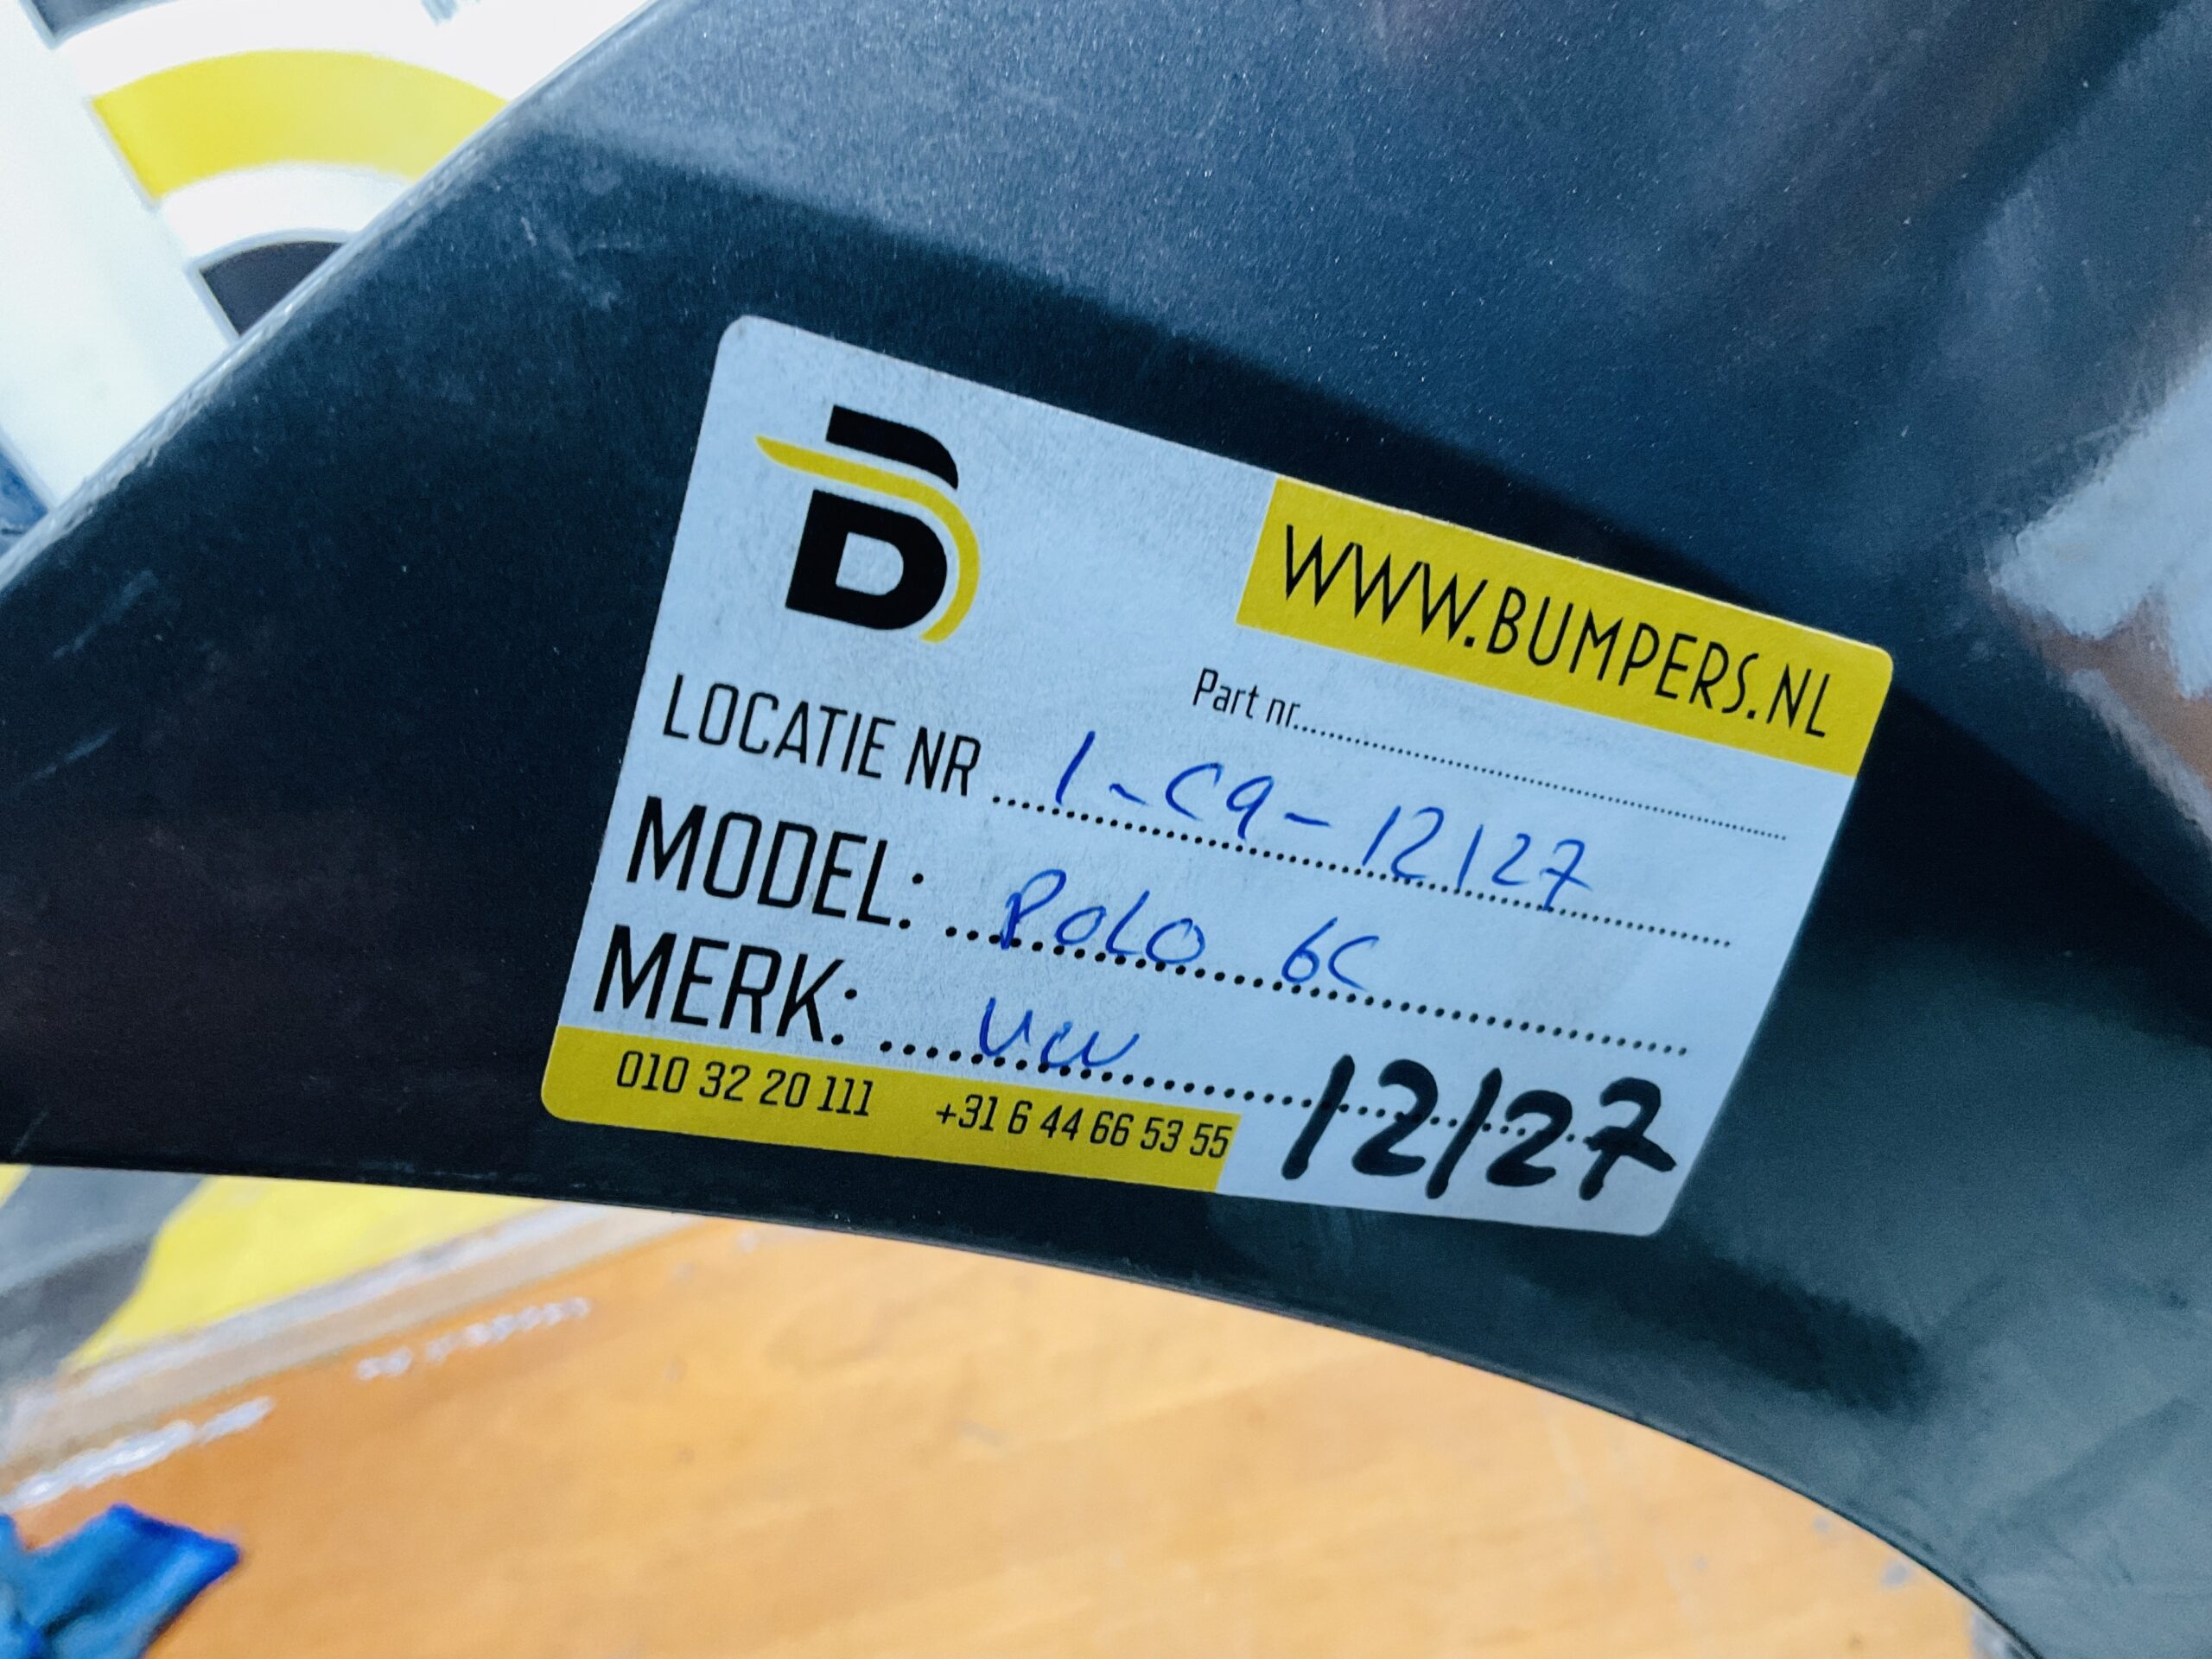 WWW.BUMPERS.NL
Part nr.
LOCATIE NR 1-C9-12127
MODEL: POLO 6C
MERK: VW
010 32 20 111 +31 6 44 66 53 55
12127